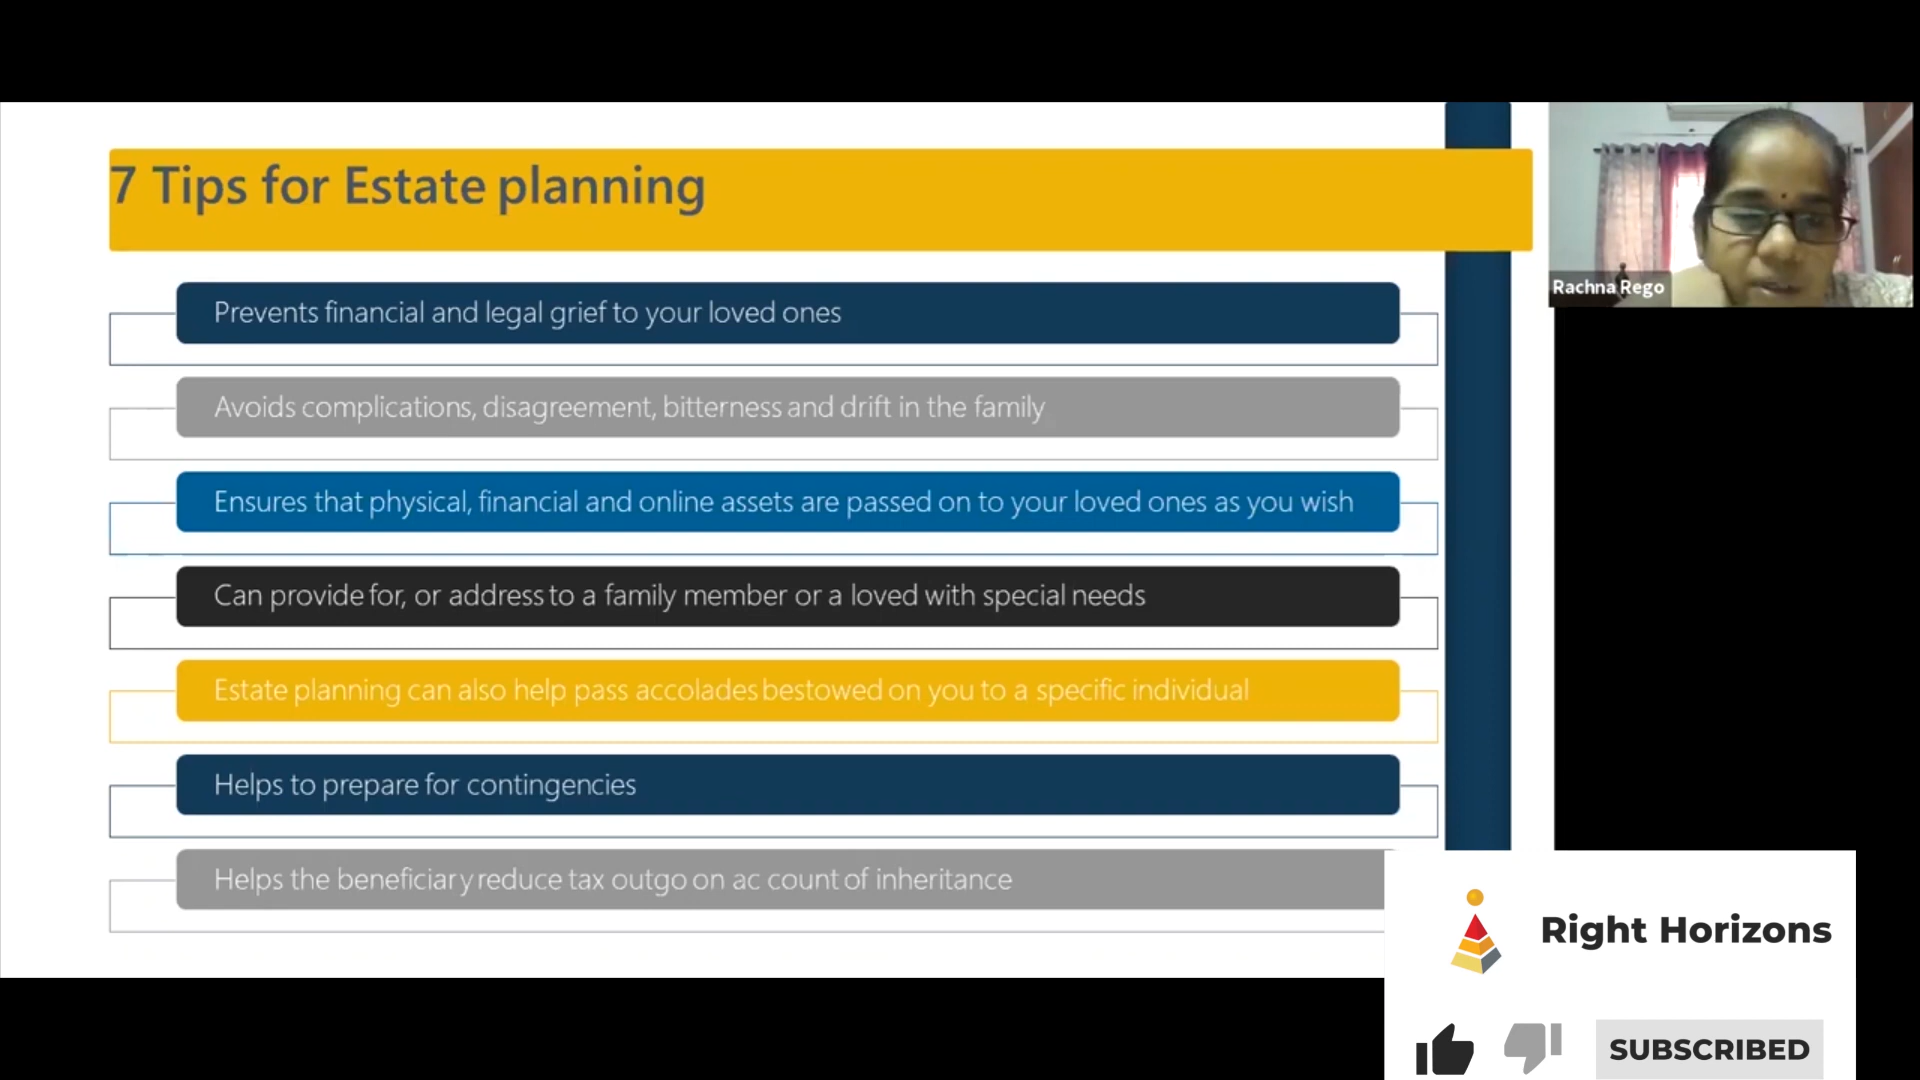 7 Tips for Estate planning
Prevents financial and legal grief to your loved ones
Avoids complications, disagreement, bitterness and drift in the family
Ensures that physical, financial and online assets are passed on to your loved ones as you wish
Can provide for, or address to a family member or a loved with special needs
Estate planning can also help pass accolades bestowed on you to a specific individual
Helps to prepare for contingencies
Helps the beneficiary reduce tax outgo on ac count of inheritance
Rachna Rego
Right Horizons
SUBSCRIBED